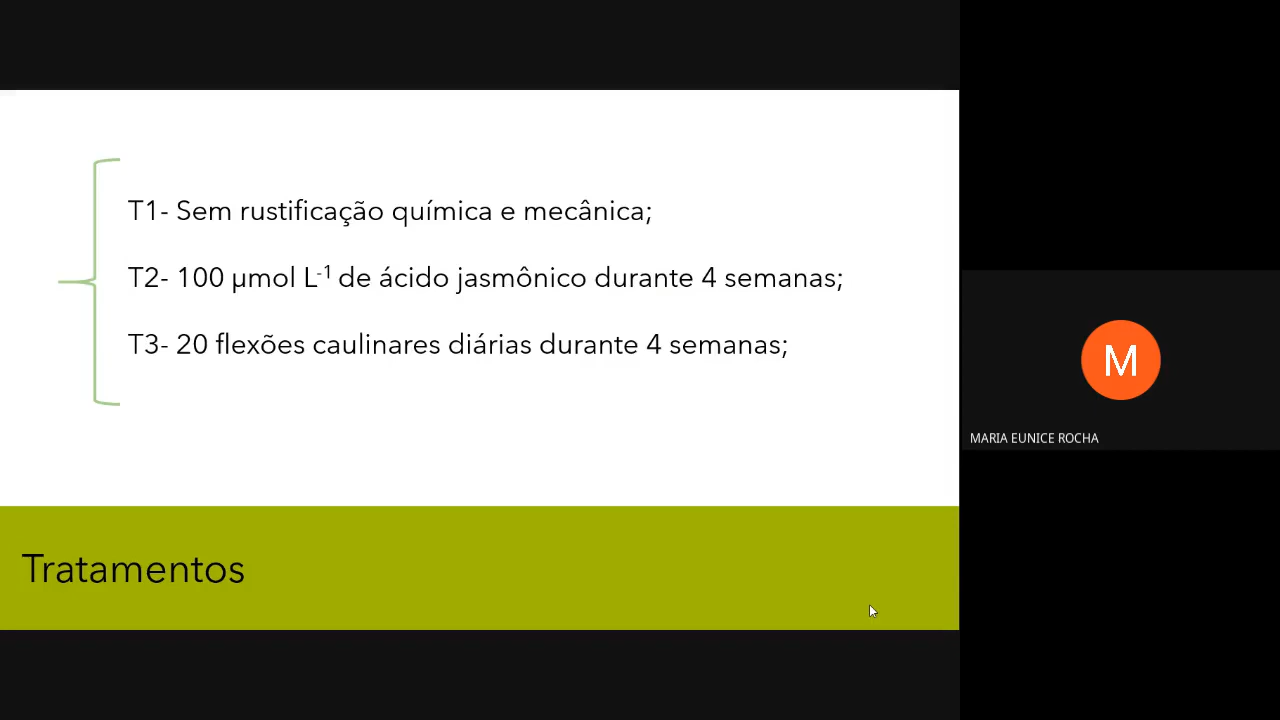 T1- Sem rustificação química e mecânica;
T2- 100 µmol L⁻¹ de ácido jasmônico durante 4 semanas;
T3- 20 flexões caulinares diárias durante 4 semanas;
Tratamentos
M
MARIA EUNICE ROCHA